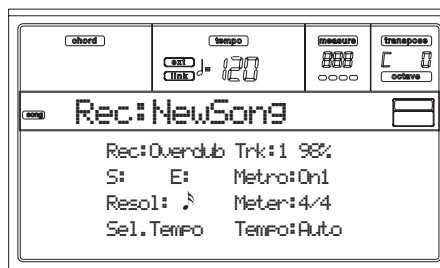 chord tempo measure transpose
ext link = 120 888 C 0
octave
song Rec:NewSong
Rec:Overdub Trk:1 98%
S: E: Metro:On1
Resol: ♪ Meter:4/4
Sel.Tempo Tempo:Auto